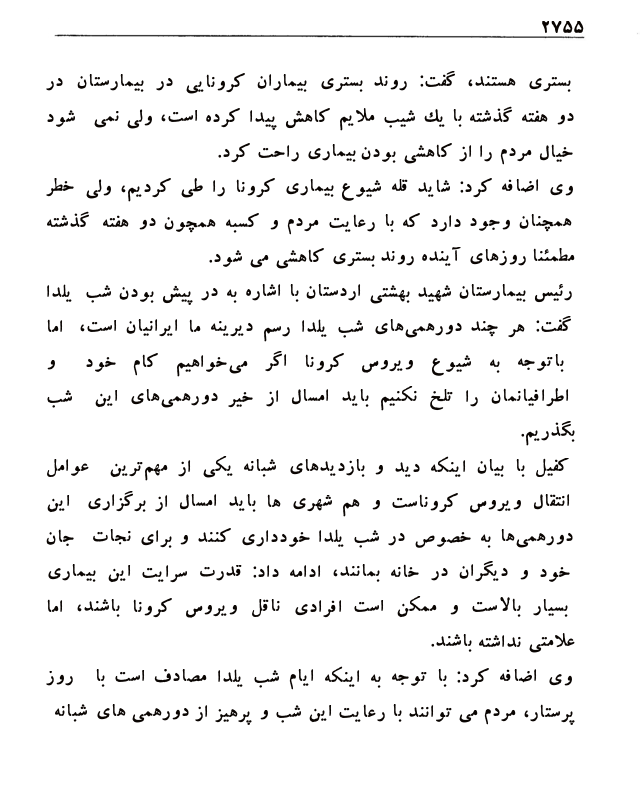 ۲۷۵۵
بستری هستند، گفت: روند بستری بیماران کرونایی در بیمارستان در
دو هفته گذشته با یك شیب ملایم کاهش پیدا کرده است، ولی نمی شود
خیال مردم را از کاهشی بودن بیماری راحت کرد.
وی اضافه کرد: شاید قله شیوع بیماری کرونا را طی کردیم، ولی خطر
همچنان وجود دارد که با رعایت مردم و کسبه همچون دو هفته گذشته
مطمئنا روزهای آینده روند بستری کاهشی می شود.
رئیس بیمارستان شهید بهشتی اردستان با اشاره به در پیش بودن شب یلدا
گفت: هر چند دورهمی‌های شب یلدا رسم دیرینه ما ایرانیان است، اما
باتوجه به شیوع ویروس کرونا اگر می‌خواهیم کام خود و
اطرافیانمان را تلخ نکنیم باید امسال از خیر دورهمی‌های این شب
بگذریم.
کفیل با بیان اینکه دید و بازدیدهای شبانه یکی از مهم‌ترین عوامل
انتقال ویروس کروناست و هم شهری ها باید امسال از برگزاری این
دورهمی‌ها به خصوص در شب یلدا خودداری کنند و برای نجات جان
خود و دیگران در خانه بمانند، ادامه داد: قدرت سرایت این بیماری
بسیار بالاست و ممکن است افرادی ناقل ویروس کرونا باشند، اما
علامتی نداشته باشند.
وی اضافه کرد: با توجه به اینکه ایام شب یلدا مصادف است با روز
پرستار، مردم می توانند با رعایت این شب و پرهیز از دورهمی های شبانه